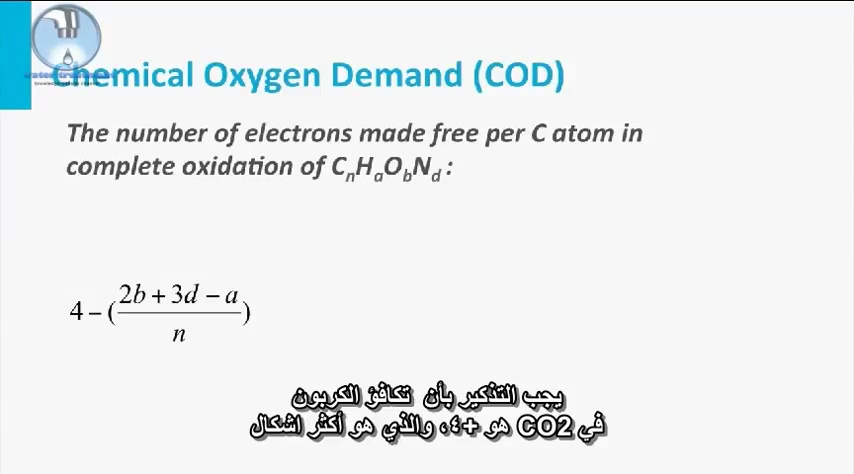 Chemical Oxygen Demand (COD)
The number of electrons made free per C atom in
complete oxidation of CnHaObNd :
4 – (2b + 3d − a / n)
يجب التذكير بأن تكافؤ الكربون
في CO2 هو +٤، والذي هو أكثر اشكال